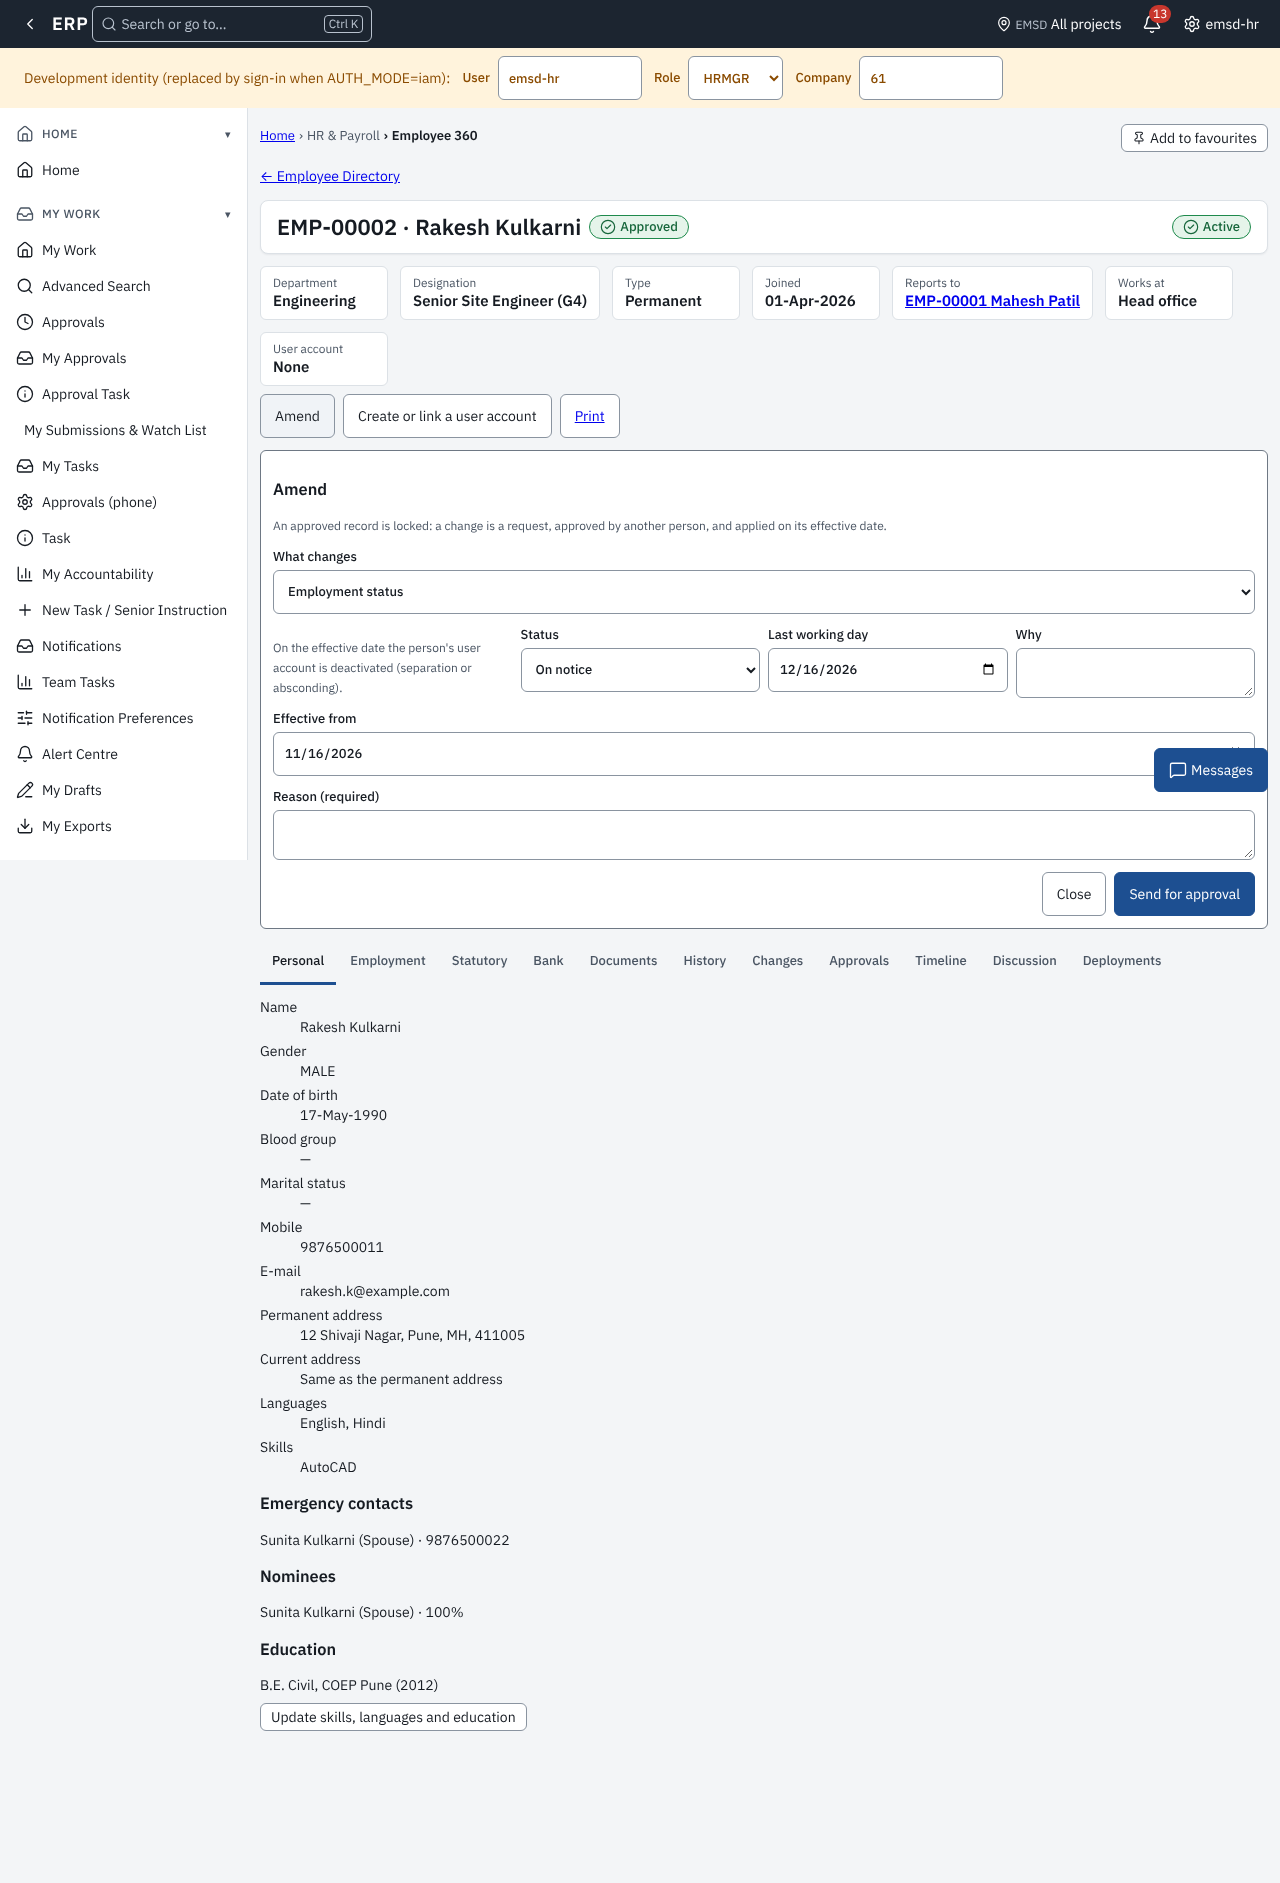 ERP
Search or go to... Ctrl K
EMSD All projects
13
emsd-hr
Development identity (replaced by sign-in when AUTH_MODE=iam): User emsd-hr Role HRMGR Company 61
HOME
Home
MY WORK
My Work
Advanced Search
Approvals
My Approvals
Approval Task
My Submissions & Watch List
My Tasks
Approvals (phone)
Task
My Accountability
New Task / Senior Instruction
Notifications
Team Tasks
Notification Preferences
Alert Centre
My Drafts
My Exports
Home › HR & Payroll › Employee 360
Add to favourites
← Employee Directory
EMP-00002 · Rakesh Kulkarni Approved Active
Department
Engineering
Designation
Senior Site Engineer (G4)
Type
Permanent
Joined
01-Apr-2026
Reports to
EMP-00001 Mahesh Patil
Works at
Head office
User account
None
Amend Create or link a user account Print
Amend
An approved record is locked: a change is a request, approved by another person, and applied on its effective date.
What changes
Employment status
On the effective date the person's user
account is deactivated (separation or
absconding).
Status
On notice
Last working day
12/16/2026
Why
Effective from
11/16/2026
Messages
Reason (required)
Close Send for approval
Personal Employment Statutory Bank Documents History Changes Approvals Timeline Discussion Deployments
Name
Rakesh Kulkarni
Gender
MALE
Date of birth
17-May-1990
Blood group
—
Marital status
—
Mobile
9876500011
E-mail
rakesh.k@example.com
Permanent address
12 Shivaji Nagar, Pune, MH, 411005
Current address
Same as the permanent address
Languages
English, Hindi
Skills
AutoCAD
Emergency contacts
Sunita Kulkarni (Spouse) · 9876500022
Nominees
Sunita Kulkarni (Spouse) · 100%
Education
B.E. Civil, COEP Pune (2012)
Update skills, languages and education